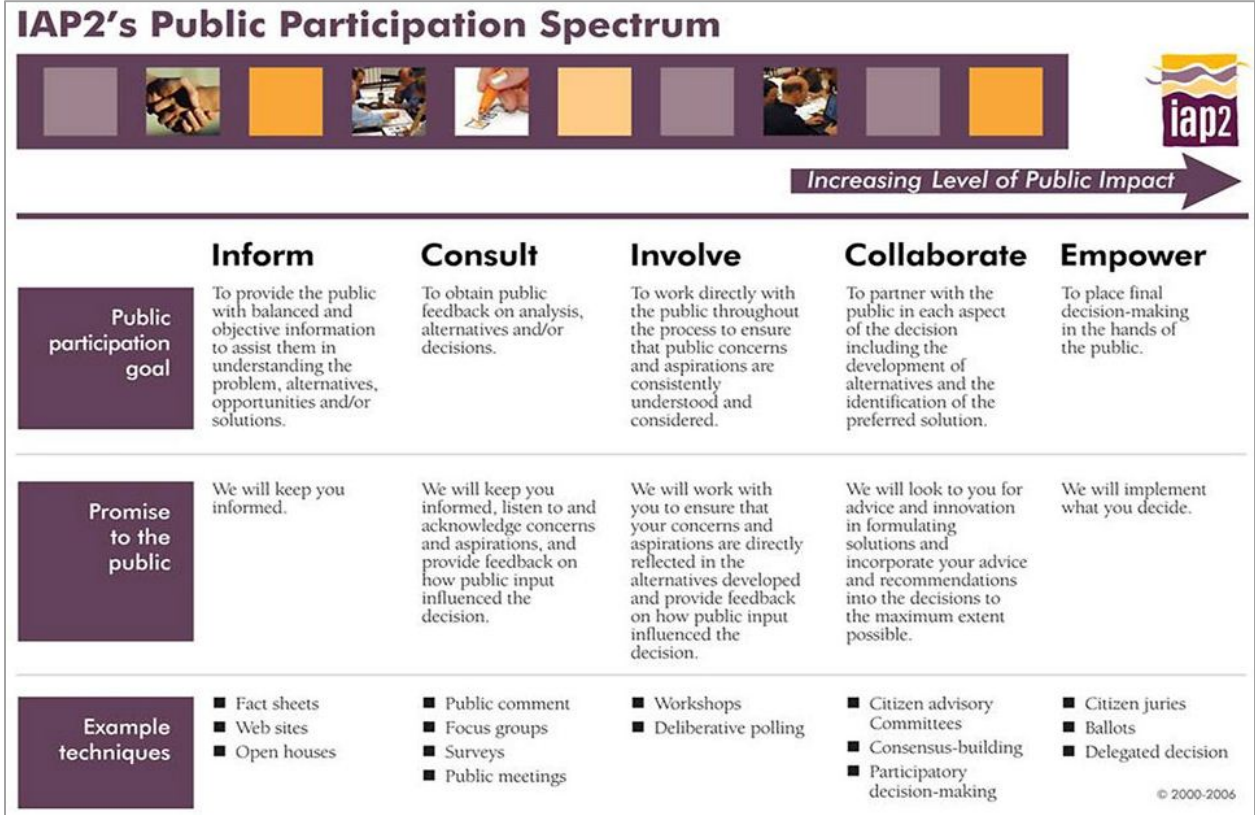 IAP2's Public Participation Spectrum
iap2
Increasing Level of Public Impact
Inform
Consult
Involve
Collaborate
Empower
Public
participation
goal
To provide the public
with balanced and
objective information
to assist them in
understanding the
problem, alternatives,
opportunities and/or
solutions.
To obtain public
feedback on analysis,
alternatives and/or
decisions.
To work directly with
the public throughout
the process to ensure
that public concerns
and aspirations are
consistently
understood and
considered.
To partner with the
public in each aspect
of the decision
including the
development of
alternatives and the
identification of the
preferred solution.
To place final
decision-making
in the hands of
the public.
Promise
to the
public
We will keep you
informed.
We will keep you
informed, listen to and
acknowledge concerns
and aspirations, and
provide feedback on
how public input
influenced the
decision.
We will work with
you to ensure that
your concerns and
aspirations are directly
reflected in the
alternatives developed
and provide feedback
on how public input
influenced the
decision.
We will look to you for
advice and innovation
in formulating
solutions and
incorporate your advice
and recommendations
into the decisions to
the maximum extent
possible.
We will implement
what you decide.
Example
techniques
■ Fact sheets
■ Web sites
■ Open houses
■ Public comment
■ Focus groups
■ Surveys
■ Public meetings
■ Workshops
■ Deliberative polling
■ Citizen advisory
Committees
■ Consensus-building
■ Participatory
decision-making
■ Citizen juries
■ Ballots
■ Delegated decision
© 2000-2006